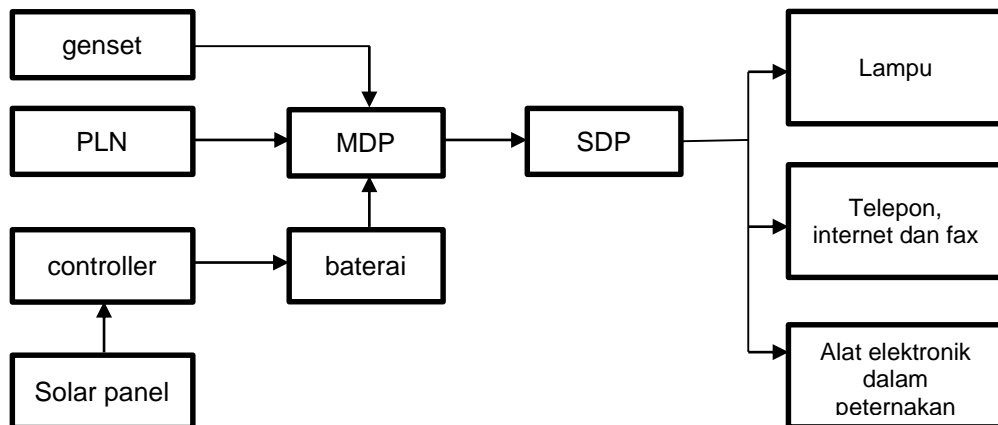 genset
Lampu
PLN
MDP
SDP
Telepon,
internet dan fax
controller
baterai
Solar panel
Alat elektronik
dalam
peternakan